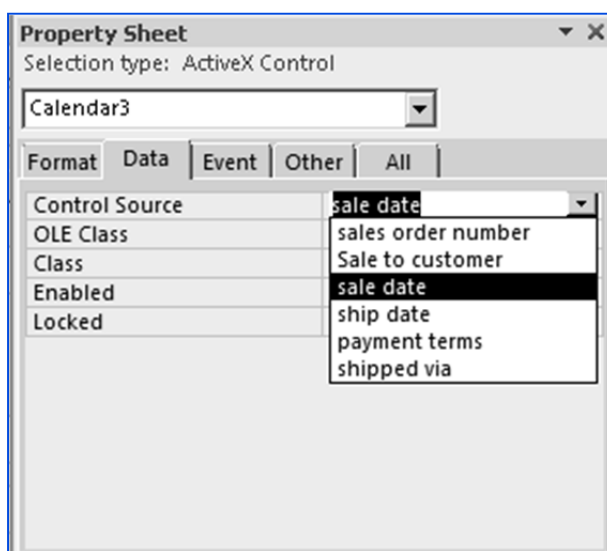 Property Sheet
Selection type: ActiveX Control
Calendar3
Format Data Event Other All
Control Source sale date
OLE Class sales order number
Class Sale to customer
Enabled sale date
Locked ship date
payment terms
shipped via